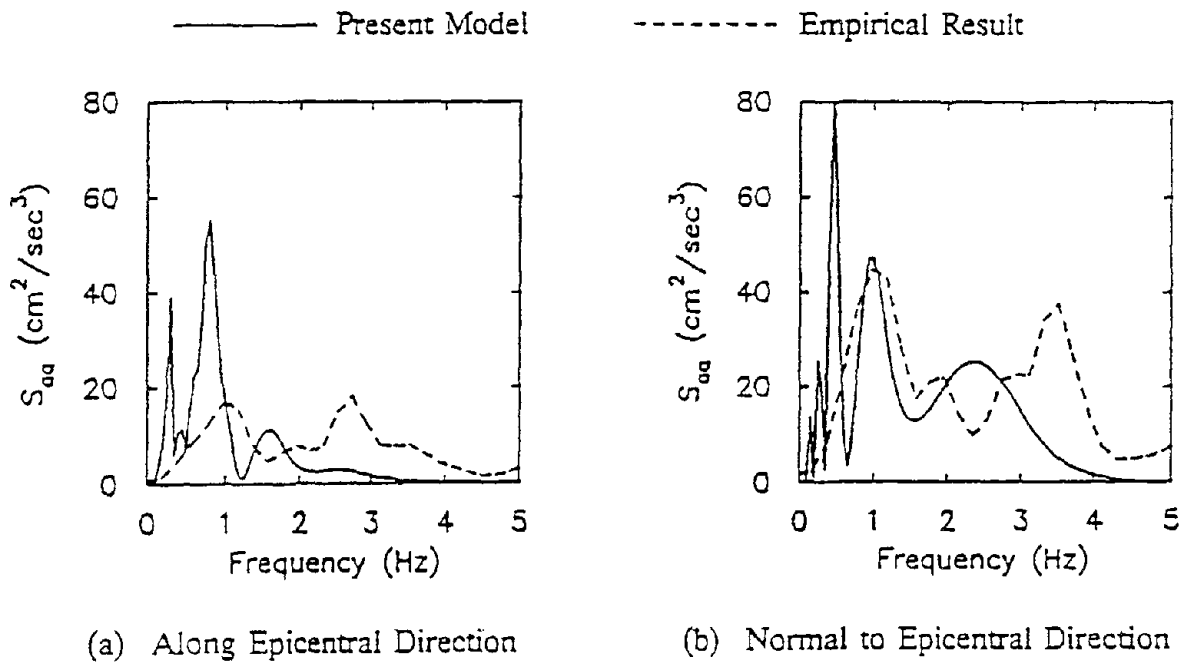 Present Model
Empirical Result
80
60
40
20
0
S_aa (cm²/sec³)
0 1 2 3 4 5
Frequency (Hz)
(a) Along Epicentral Direction
80
60
40
20
0
S_aa (cm²/sec³)
0 1 2 3 4 5
Frequency (Hz)
(b) Normal to Epicentral Direction